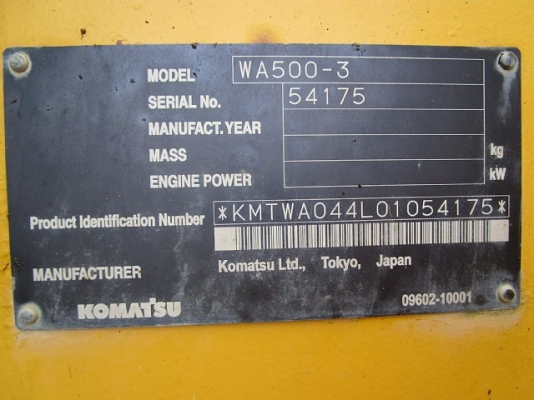 MODEL WA500-3
SERIAL No. 54175
MANUFACT.YEAR
MASS kg
ENGINE POWER kW
Product Identification Number *KMTWA044L01054175*
MANUFACTURER Komatsu Ltd., Tokyo, Japan
KOMATSU 09602-10001